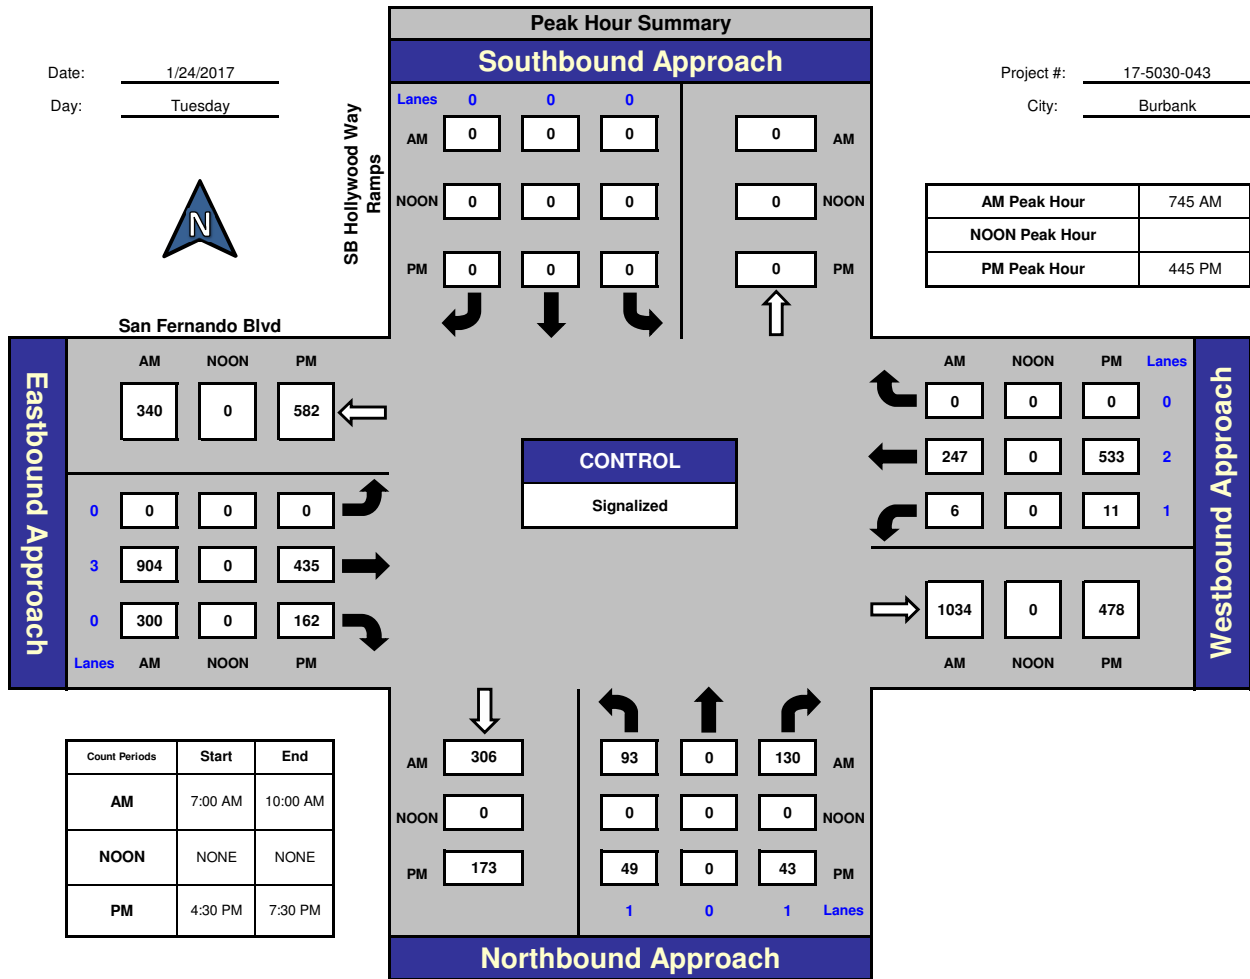 Peak Hour Summary
Southbound Approach
Date: 1/24/2017
Day: Tuesday
Project #: 17-5030-043
City: Burbank
N
SB Hollywood Way
Ramps
Lanes 0 0 0
AM 0 0 0 0 AM
NOON 0 0 0 0 NOON
PM 0 0 0 0 PM
AM Peak Hour 745 AM
NOON Peak Hour
PM Peak Hour 445 PM
San Fernando Blvd
Eastbound Approach
AM NOON PM
340 0 582
0 0 0 0
3 904 0 435
0 300 0 162
Lanes AM NOON PM
CONTROL
Signalized
AM NOON PM Lanes
0 0 0 0
247 0 533 2
6 0 11 1
1034 0 478
AM NOON PM
Westbound Approach
Count Periods Start End
AM 7:00 AM 10:00 AM
NOON NONE NONE
PM 4:30 PM 7:30 PM
AM 306 93 0 130 AM
NOON 0 0 0 0 NOON
PM 173 49 0 43 PM
1 0 1 Lanes
Northbound Approach